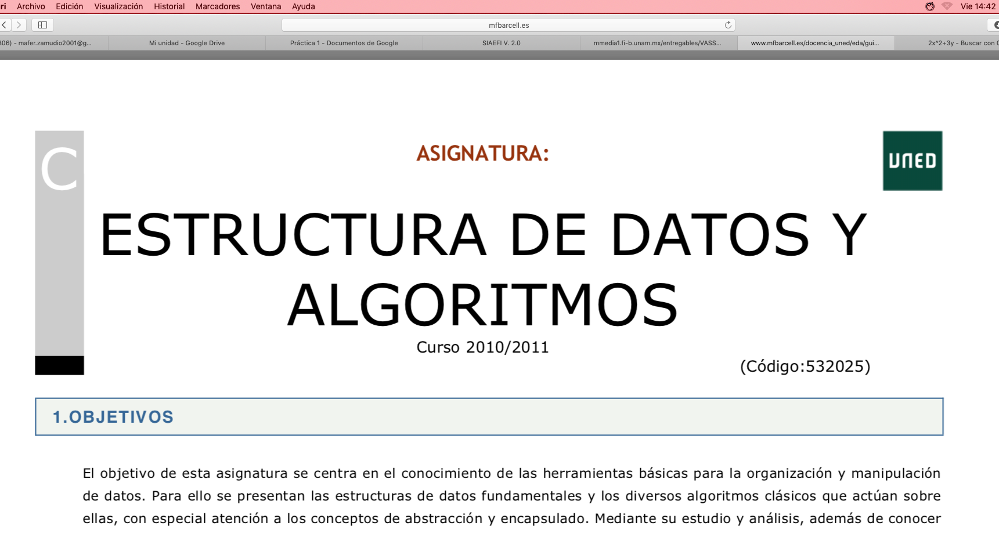 ri Archivo Edición Visualización Historial Marcadores Ventana Ayuda Vie 14:42
mfbarcell.es
306) - mafer.zamudio2001@g... Mi unidad - Google Drive Práctica 1 - Documentos de Google SIAEFI V. 2.0 mmedia1.fi-b.unam.mx/entregables/VASS... www.mfbarcell.es/docencia_uned/eda/gui... 2x^2+3y - Buscar con G
C
ASIGNATURA:
UNED
ESTRUCTURA DE DATOS Y
ALGORITMOS
Curso 2010/2011
(Código:532025)
1.OBJETIVOS
El objetivo de esta asignatura se centra en el conocimiento de las herramientas básicas para la organización y manipulación
de datos. Para ello se presentan las estructuras de datos fundamentales y los diversos algoritmos clásicos que actúan sobre
ellas, con especial atención a los conceptos de abstracción y encapsulado. Mediante su estudio y análisis, además de conocer